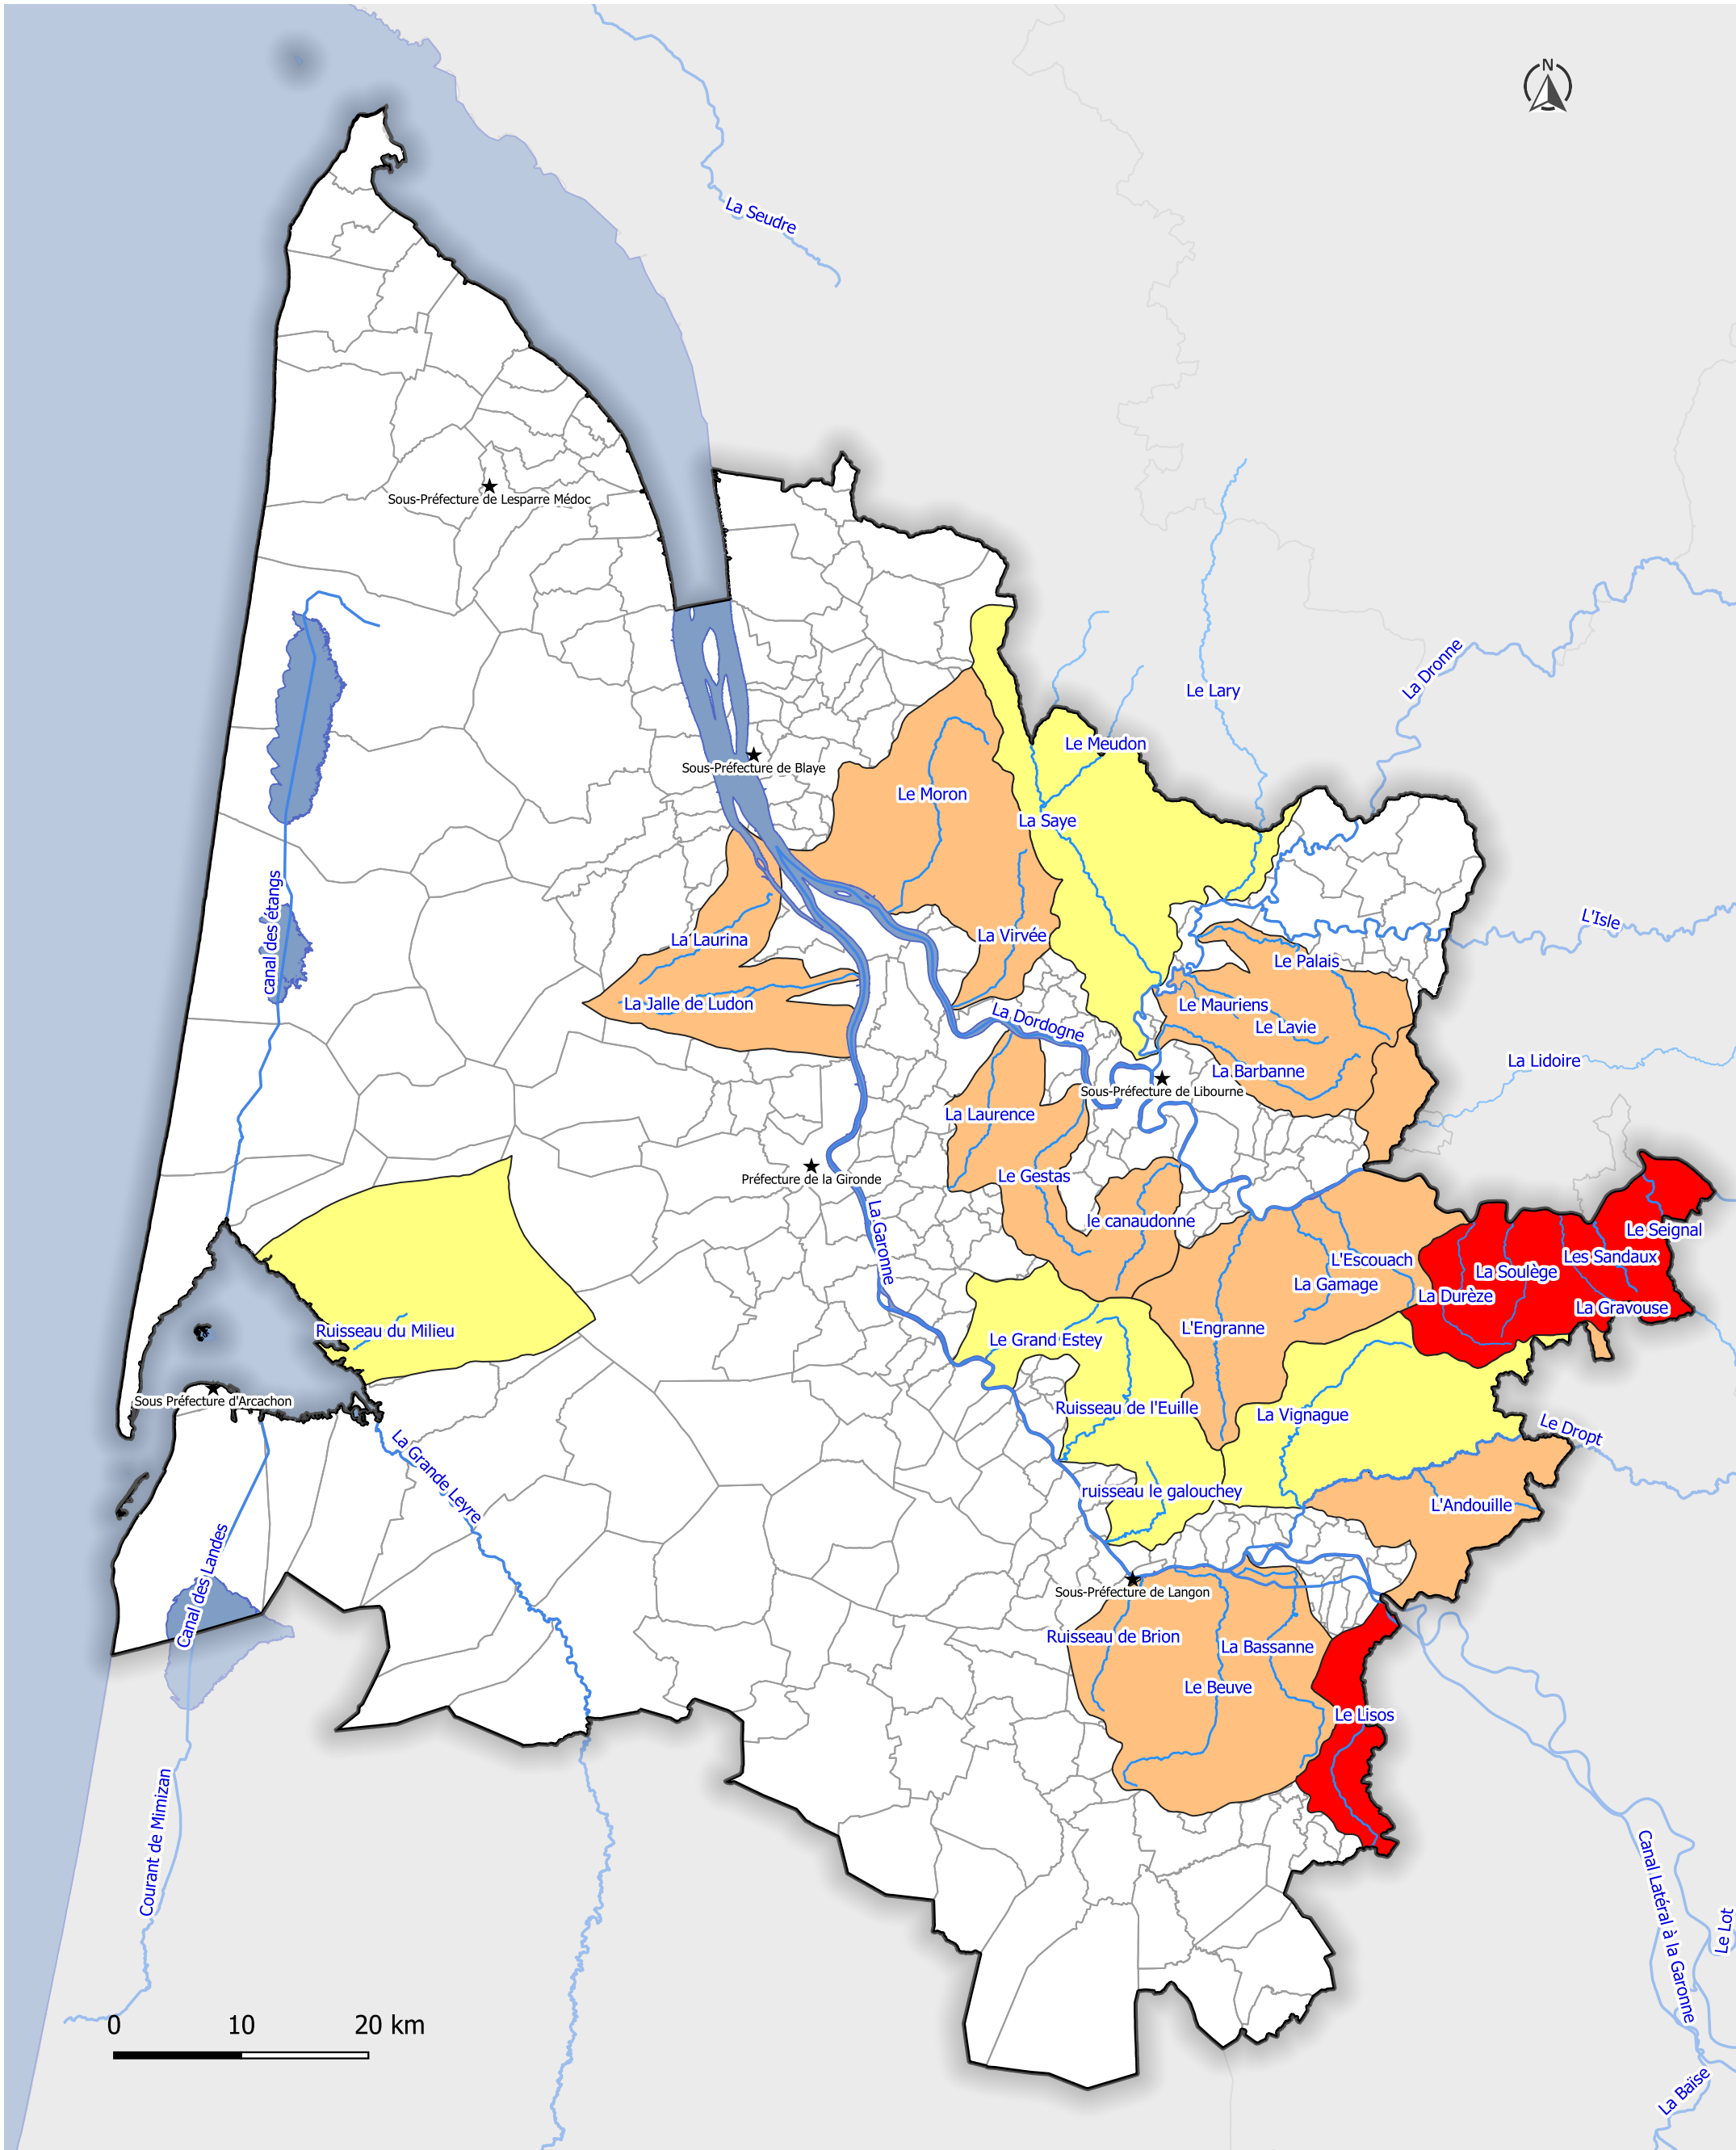 N
La Seudre
Sous-Préfecture de Lesparre Médoc
La Dronne
Le Lary
Le Meudon
Sous-Préfecture de Blaye
Le Moron
La Saye
canal des étangs
L'Isle
La Laurina
La Virvée
Le Palais
La Jalle de Ludon
Le Mauriens
La Dordogne
Le Lavie
La Lidoire
La Barbanne
Sous-Préfecture de Libourne
La Laurence
Préfecture de la Gironde
Le Gestas
le canaudonne
Le Seignal
La Garonne
Les Sandaux
L'Escouach
La Soulège
La Gamage
La Durèze
La Gravouse
Ruisseau du Milieu
L'Engranne
Le Grand Estey
Sous Préfecture d'Arcachon
Ruisseau de l'Euille
La Vignague
Le Dropt
La Grande Leyre
ruisseau le galouchey
L'Andouille
Canal des Landes
Sous-Préfecture de Langon
Ruisseau de Brion
La Bassanne
Le Beuve
Le Lisos
Courant de Mimizan
Canal Latéral à la Garonne
Le Lot
0 10 20 km
La Baïse